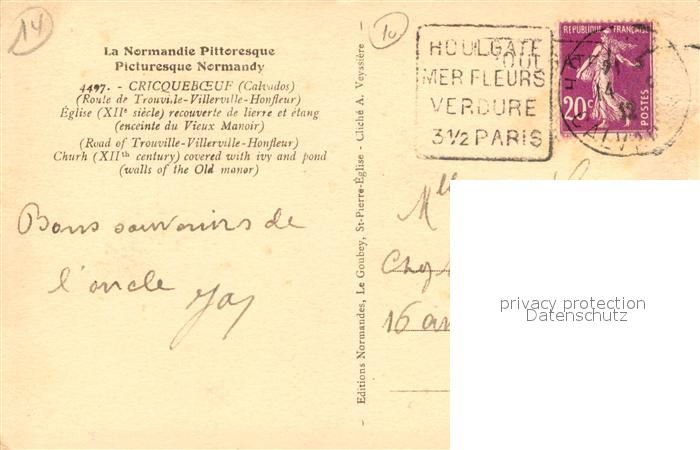 14
10
La Normandie Pittoresque
Picturesque Normandy
4497. - CRICQUEBŒUF (Calvados)
(Route de Trouville-Villerville-Honfleur)
Église (XIIe siècle) recouverte de lierre et étang
(enceinte du Vieux Manoir)
(Road of Trouville-Villerville-Honfleur)
Churh (XIIth century) covered with ivy and pond
(walls of the Old manor)
Bons souvenirs de
l'oncle
Editions Normandes, Le Goubey, St-Pierre-Église - Cliché A. Veyssière
HOULGATE
MER FLEURS
VERDURE
3 1/2 PARIS
REPUBLIQUE FRANÇAISE
20c
POSTES
Mlle
16
privacy protection
Datenschutz